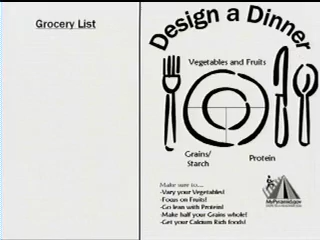 Grocery List
Design a Dinner
Vegetables and Fruits
Grains/
Starch
Protein
Make sure to...
-Vary your Vegetables!
-Focus on Fruits!
-Go lean with Protein!
-Make half your Grains whole!
-Get your Calcium Rich foods!
MyPyramid.gov